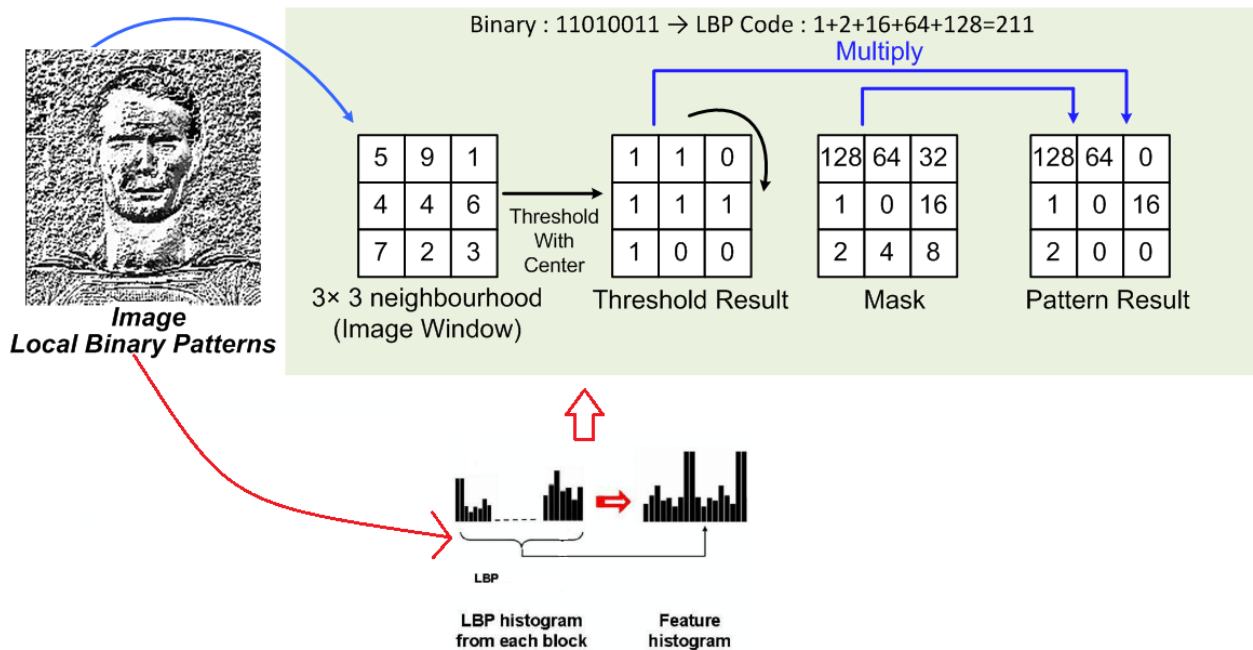 Binary : 11010011 → LBP Code : 1+2+16+64+128=211
Multiply
5 9 1
4 4 6
7 2 3
Threshold
With
Center
1 1 0
1 1 1
1 0 0
128 64 32
1 0 16
2 4 8
128 64 0
1 0 16
2 0 0
3× 3 neighbourhood
(Image Window)
Threshold Result
Mask
Pattern Result
Image
Local Binary Patterns
LBP
LBP histogram
from each block
Feature
histogram